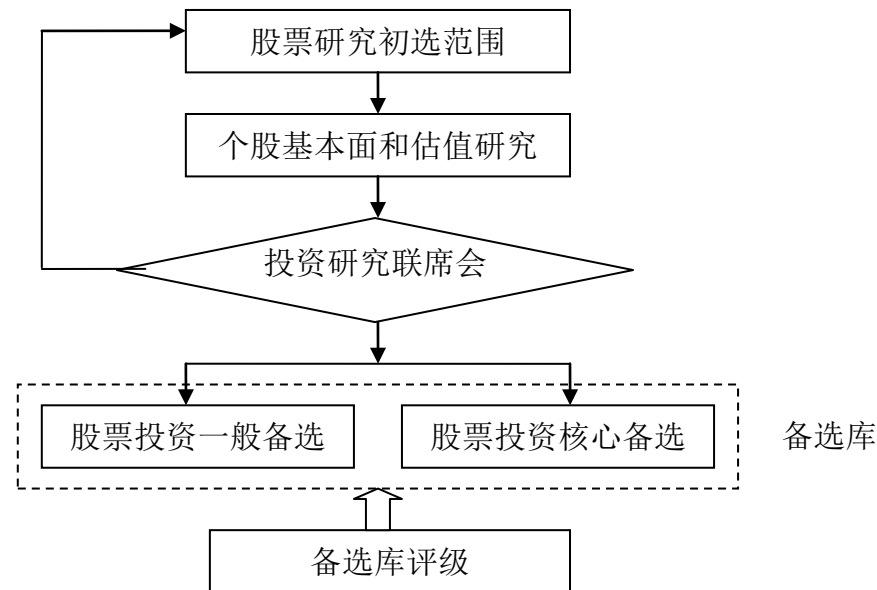 股票研究初选范围
个股基本面和估值研究
投资研究联席会
股票投资一般备选
股票投资核心备选
备选库
备选库评级